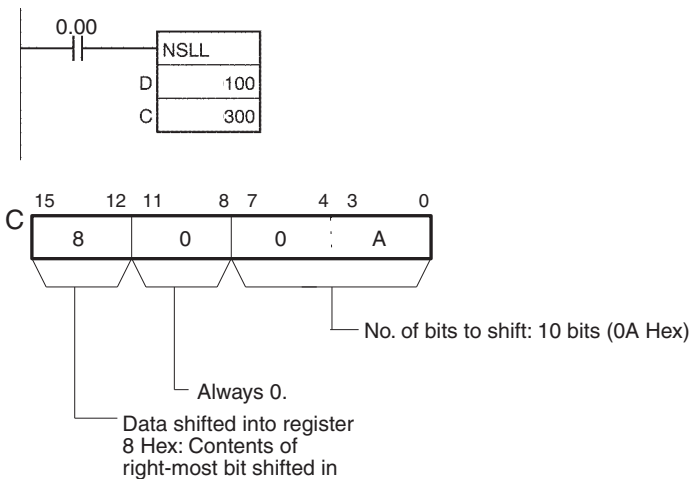 0.00
NSLL
D 100
C 300
15 12 11 8 7 4 3 0
C 8 0 0 A
No. of bits to shift: 10 bits (0A Hex)
Always 0.
Data shifted into register
8 Hex: Contents of
right-most bit shifted in